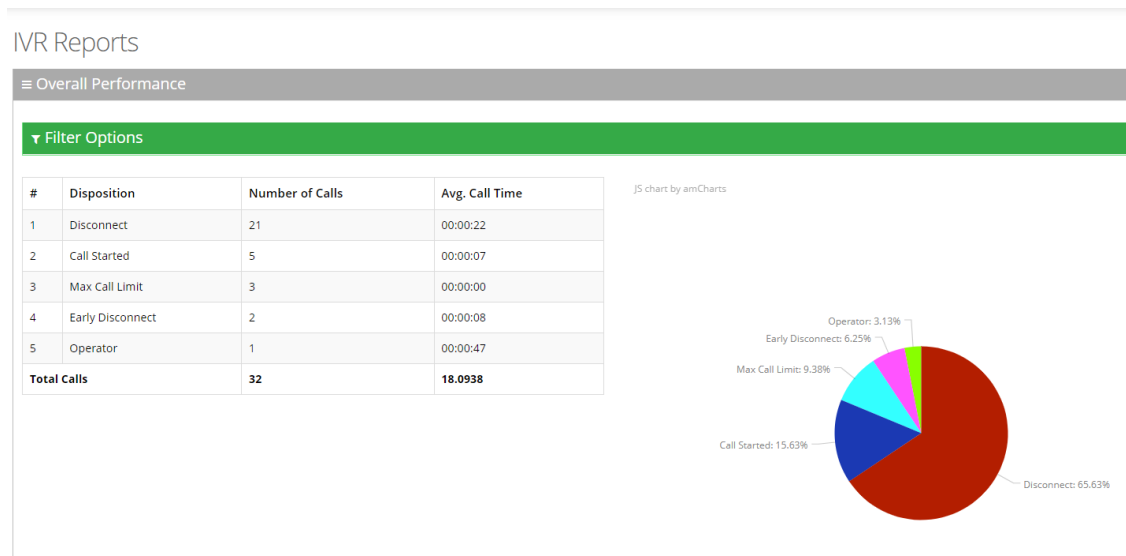 IVR Reports
≡ Overall Performance
Filter Options
# Disposition Number of Calls Avg. Call Time
1 Disconnect 21 00:00:22
2 Call Started 5 00:00:07
3 Max Call Limit 3 00:00:00
4 Early Disconnect 2 00:00:08
5 Operator 1 00:00:47
Total Calls 32 18.0938
JS chart by amCharts
Operator: 3.13%
Early Disconnect: 6.25%
Max Call Limit: 9.38%
Call Started: 15.63%
Disconnect: 65.63%